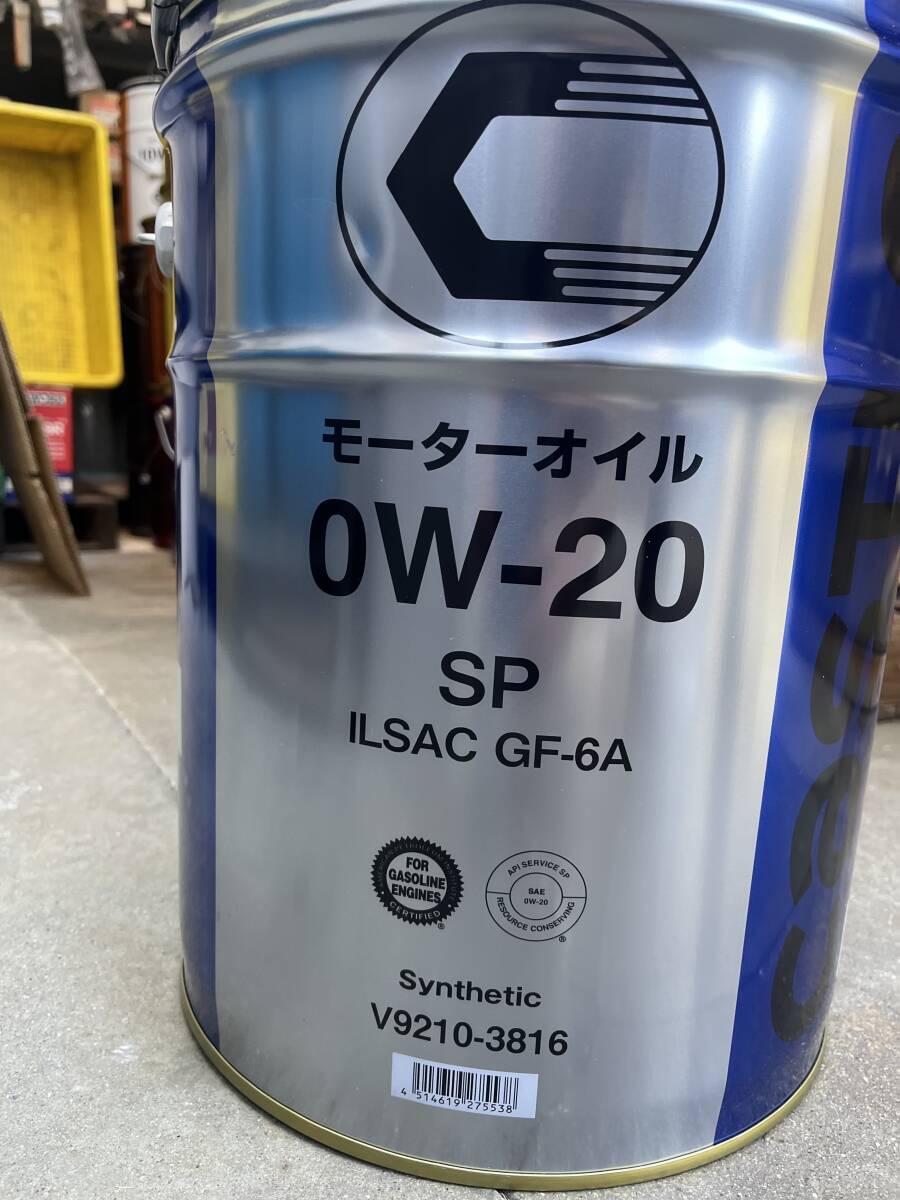 モーターオイル
0W-20
SP
ILSAC GF-6A
FOR
GASOLINE
ENGINES
CERTIFIED
®
API SERVICE SP
SAE
0W-20
RESOURCE CONSERVING
®
Synthetic
V9210-3816
4 514619 275538